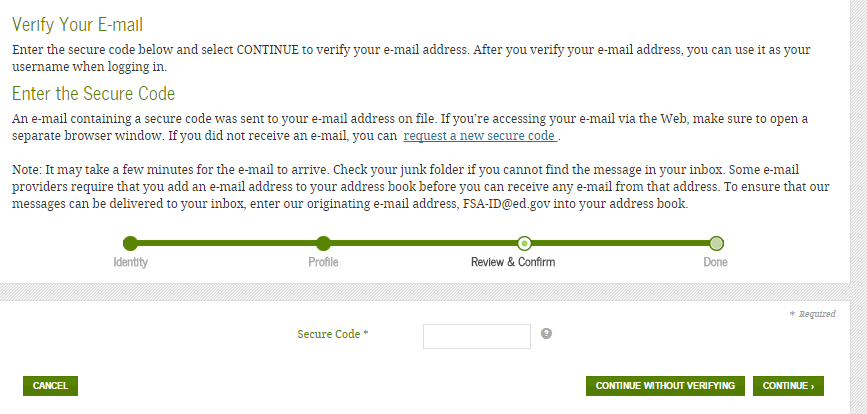 Verify Your E-mail
Enter the secure code below and select CONTINUE to verify your e-mail address. After you verify your e-mail address, you can use it as your
username when logging in.
Enter the Secure Code
An e-mail containing a secure code was sent to your e-mail address on file. If you're accessing your e-mail via the Web, make sure to open a
separate browser window. If you did not receive an e-mail, you can request a new secure code .
Note: It may take a few minutes for the e-mail to arrive. Check your junk folder if you cannot find the message in your inbox. Some e-mail
providers require that you add an e-mail address to your address book before you can receive any e-mail from that address. To ensure that our
messages can be delivered to your inbox, enter our originating e-mail address, FSA-ID@ed.gov into your address book.
Identity Profile Review & Confirm Done
* Required
Secure Code * ?
CANCEL CONTINUE WITHOUT VERIFYING CONTINUE ›